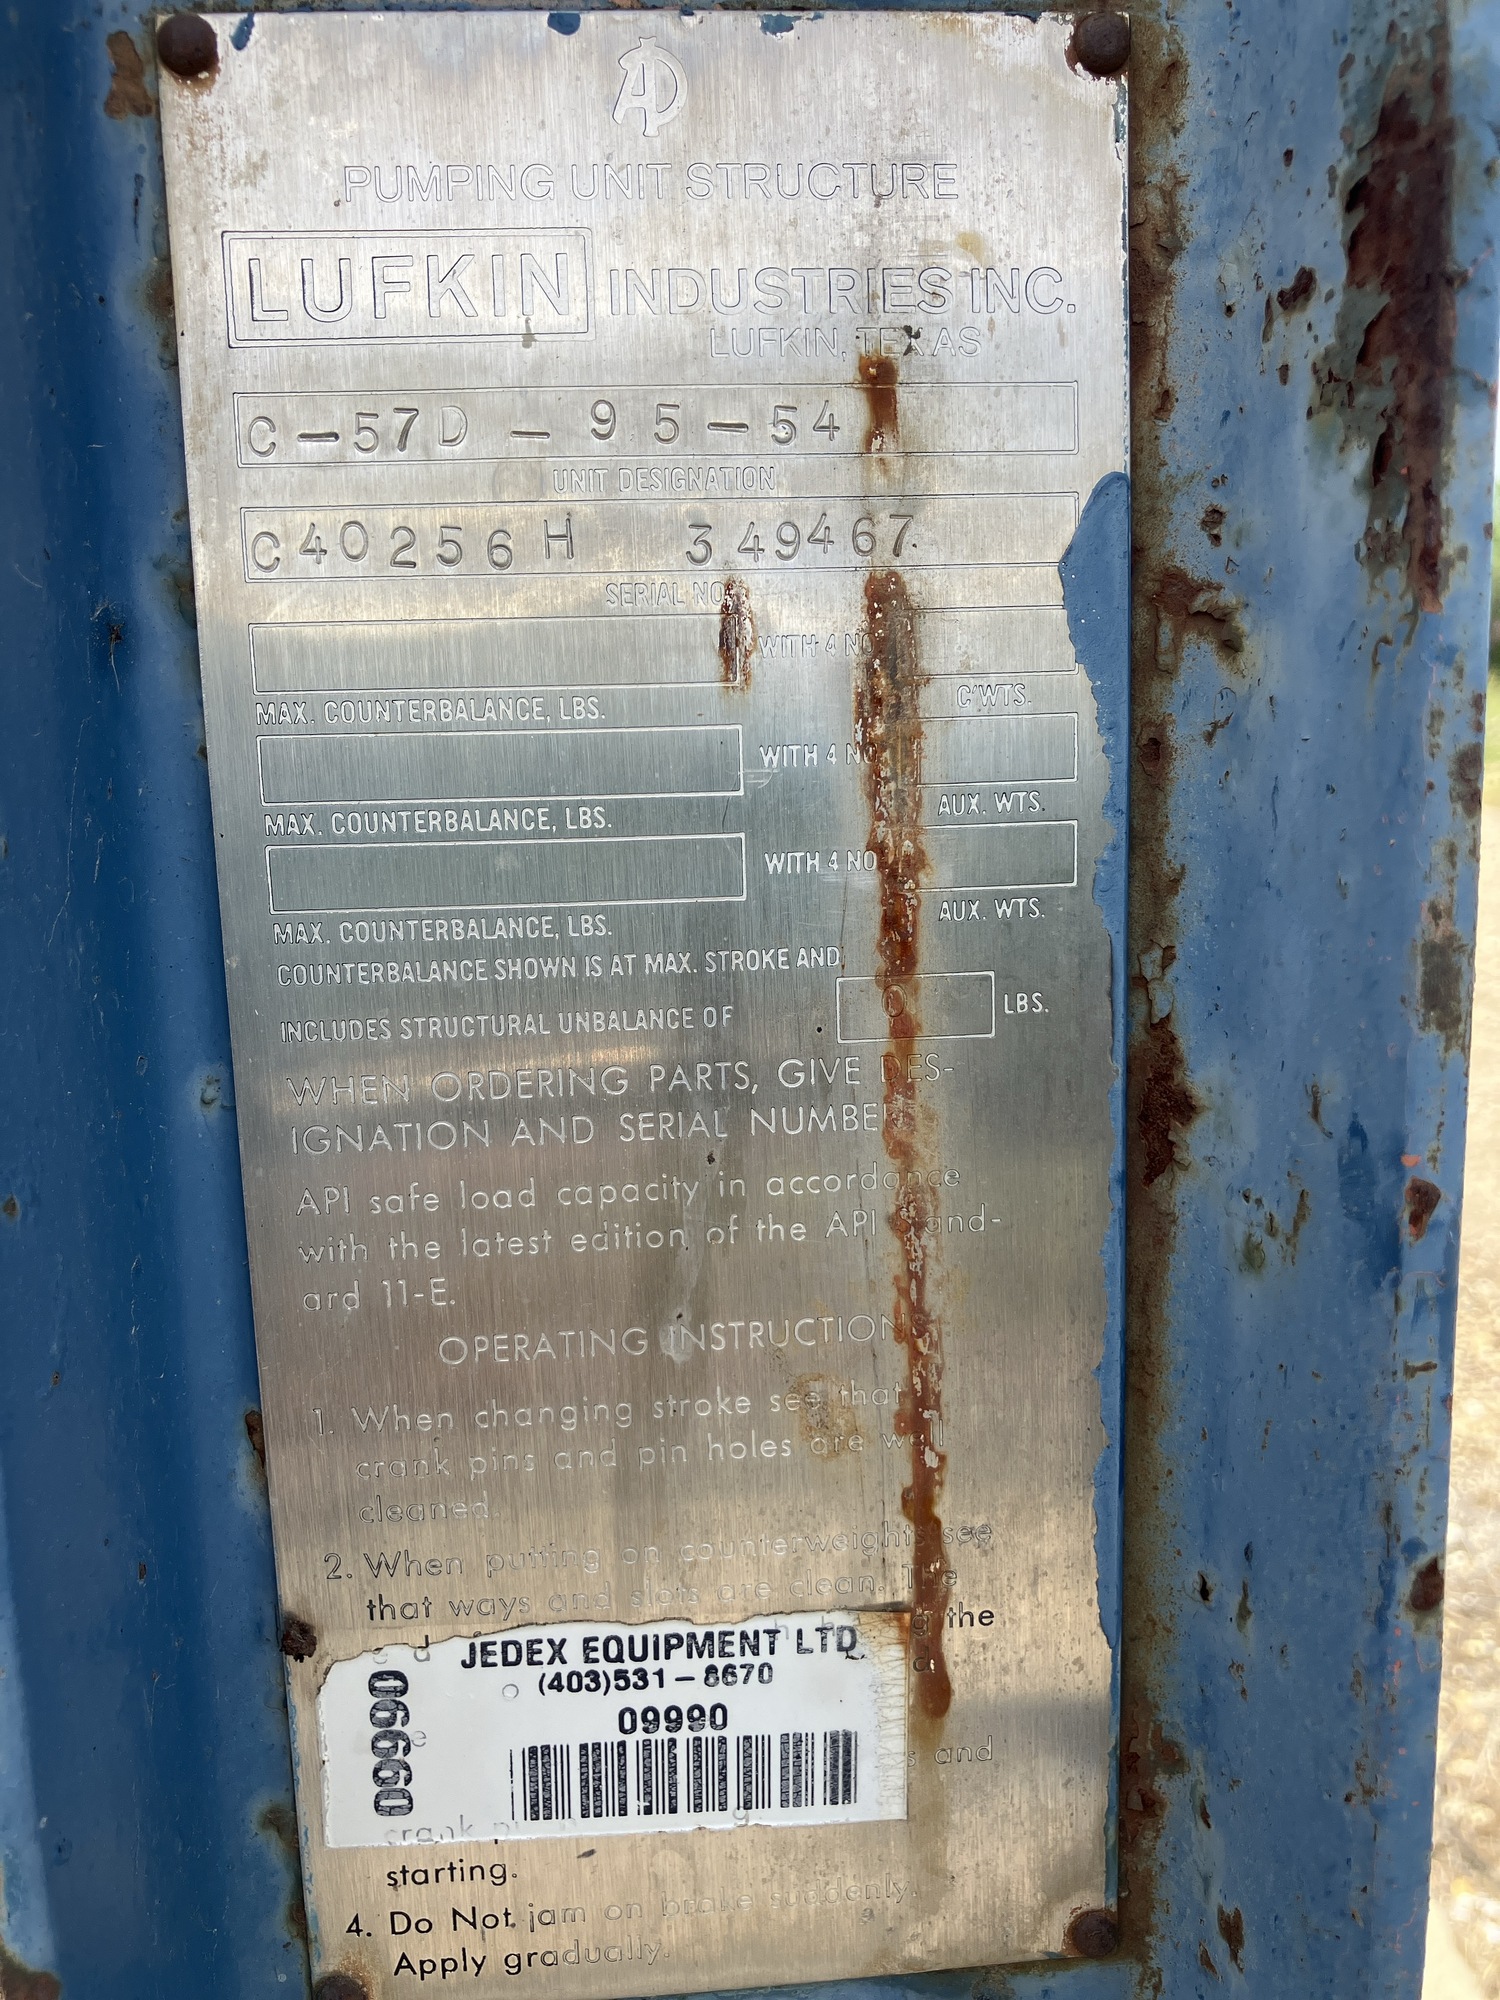 PUMPING UNIT STRUCTURE
LUFKIN INDUSTRIES INC.
LUFKIN, TEXAS
C-57D-95-54
UNIT DESIGNATION
C40256H 349467
SERIAL NO.
WITH 4 NO
MAX. COUNTERBALANCE, LBS. C'WTS.
WITH 4 NO
MAX. COUNTERBALANCE, LBS. AUX. WTS.
WITH 4 NO
MAX. COUNTERBALANCE, LBS. AUX. WTS.
COUNTERBALANCE SHOWN IS AT MAX. STROKE AND
INCLUDES STRUCTURAL UNBALANCE OF 0 LBS.
WHEN ORDERING PARTS, GIVE DES-
IGNATION AND SERIAL NUMBER
API safe load capacity in accordance
with the latest edition of the API Stand-
ard 11-E.
OPERATING INSTRUCTIONS
1. When changing stroke see that
crank pins and pin holes are well
cleaned.
2. When putting on counterweights see
that ways and slots are clean. The
the
JEDEX EQUIPMENT LTD.
(403)531-8670
09990
09990
and
crank
starting.
4. Do Not jam on brake suddenly.
Apply gradually.